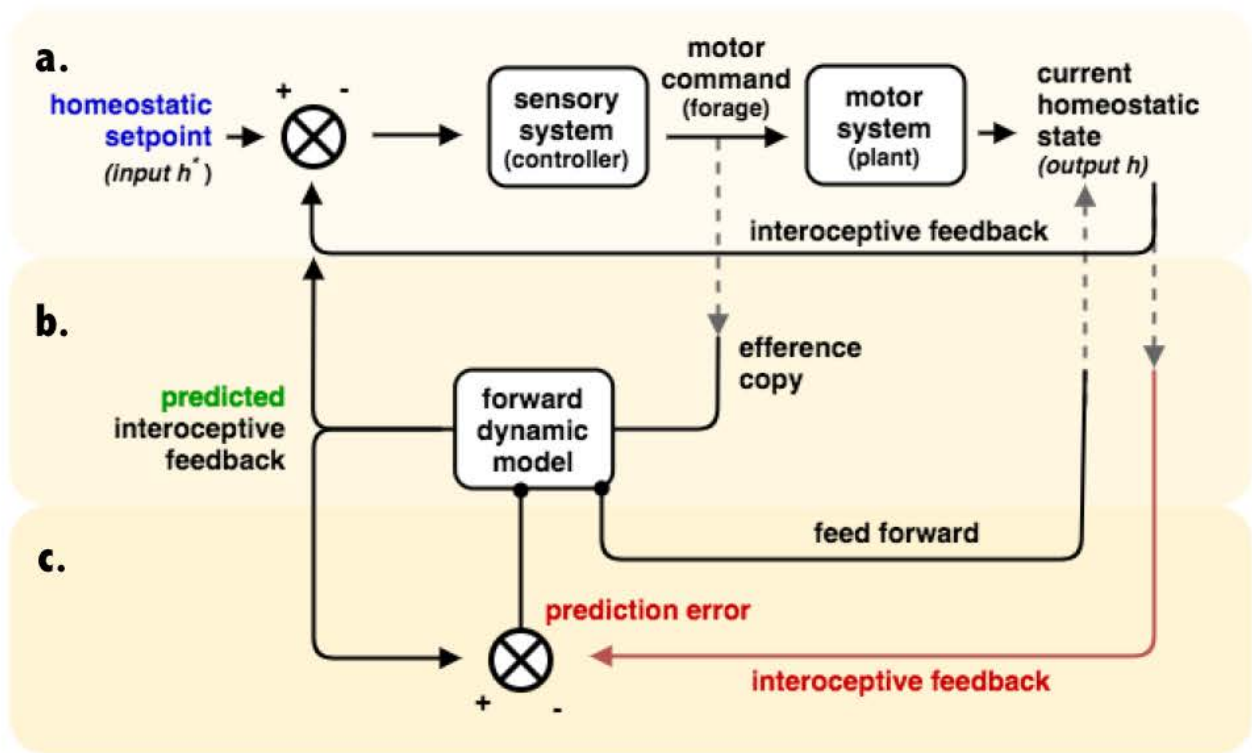 a.
homeostatic
setpoint
(input h*)
+ -
sensory
system
(controller)
motor
command
(forage)
motor
system
(plant)
current
homeostatic
state
(output h)
interoceptive feedback
b.
predicted
interoceptive
feedback
forward
dynamic
model
efference
copy
c.
feed forward
prediction error
+ -
interoceptive feedback